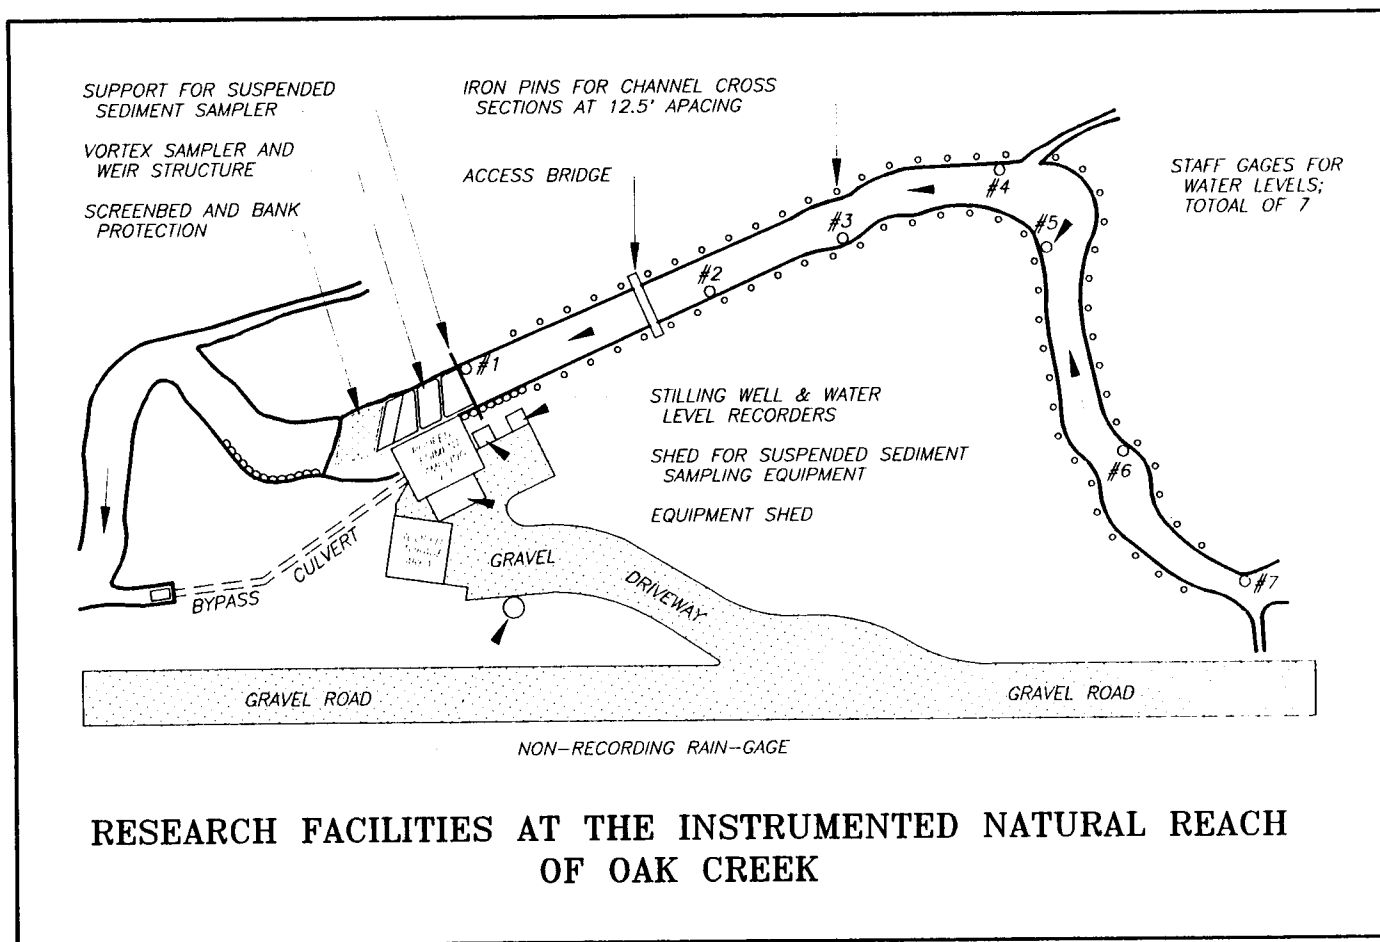 SUPPORT FOR SUSPENDED
SEDIMENT SAMPLER
VORTEX SAMPLER AND
WEIR STRUCTURE
SCREENBED AND BANK
PROTECTION
IRON PINS FOR CHANNEL CROSS
SECTIONS AT 12.5' APACING
ACCESS BRIDGE
STAFF GAGES FOR
WATER LEVELS;
TOTOAL OF 7
#1
#2
#3
#4
#5
#6
#7
STILLING WELL & WATER
LEVEL RECORDERS
SHED FOR SUSPENDED SEDIMENT
SAMPLING EQUIPMENT
EQUIPMENT SHED
BYPASS CULVERT
GRAVEL DRIVEWAY
GRAVEL ROAD
GRAVEL ROAD
NON-RECORDING RAIN-GAGE
RESEARCH FACILITIES AT THE INSTRUMENTED NATURAL REACH
OF OAK CREEK